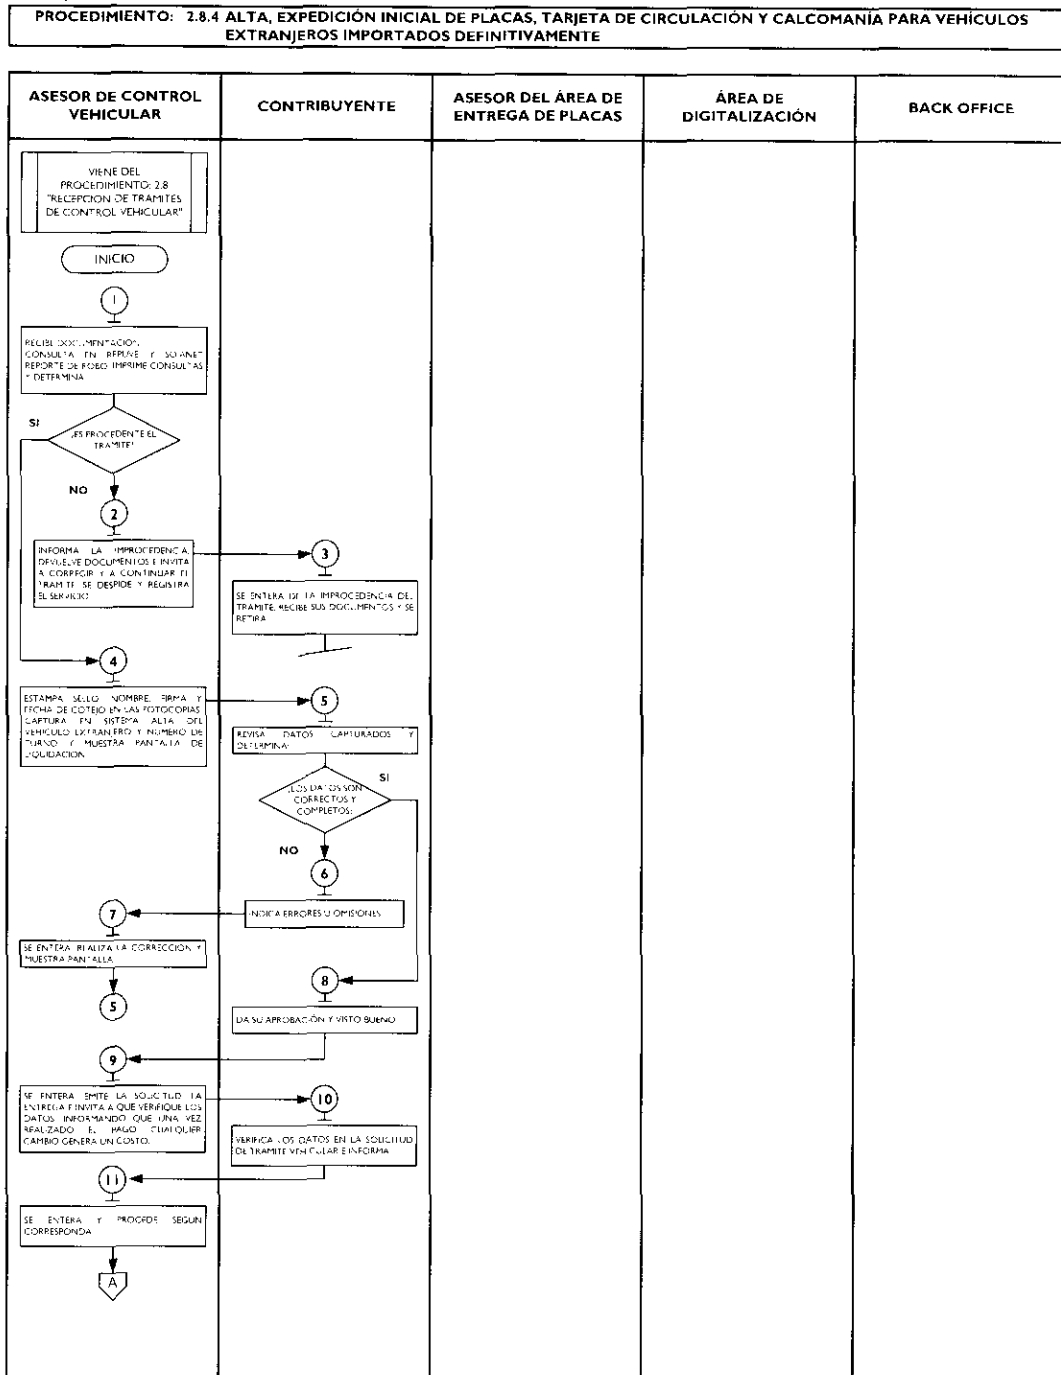 PROCEDIMIENTO: 2.8.4 ALTA, EXPEDICIÓN INICIAL DE PLACAS, TARJETA DE CIRCULACIÓN Y CALCOMANÍA PARA VEHÍCULOS
EXTRANJEROS IMPORTADOS DEFINITIVAMENTE
ASESOR DE CONTROL
VEHICULAR
CONTRIBUYENTE
ASESOR DEL ÁREA DE
ENTREGA DE PLACAS
ÁREA DE
DIGITALIZACIÓN
BACK OFFICE
VIENE DEL
PROCEDIMIENTO: 2.8
"RECEPCION DE TRAMITES
DE CONTROL VEHICULAR"
INICIO
1
RECIBE DOCUMENTACION,
CONSULTA EN REPUVE Y SOFANET
REPORTE DE ROBO, IMPRIME CONSULTAS
Y DETERMINA
SI
¿ES PROCEDENTE EL
TRAMITE?
NO
2
INFORMA LA IMPROCEDENCIA,
DEVUELVE DOCUMENTOS E INVITA
A CORREGIR Y A CONTINUAR EL
TRAMITE, SE DESPIDE Y REGISTRA
EL SERVICIO
3
SE ENTERA DE LA IMPROCEDENCIA DEL
TRAMITE, RECIBE SUS DOCUMENTOS Y SE
RETIRA
4
ESTAMPA SELLO, NOMBRE, FIRMA Y
FECHA DE COTEJO EN LAS FOTOCOPIAS,
CAPTURA EN SISTEMA ALTA DEL
VEHICULO EXTRANJERO Y NUMERO DE
TURNO Y MUESTRA PANTALLA DE
LIQUIDACION
5
REVISA DATOS CAPTURADOS Y
DETERMINA:
SI
¿LOS DATOS SON
CORRECTOS Y
COMPLETOS?
NO
6
INDICA ERRORES U OMISIONES
7
SE ENTERA, REALIZA LA CORRECCION Y
MUESTRA PANTALLA
5
8
DA SU APROBACIÓN Y VISTO BUENO
9
SE ENTERA, EMITE LA SOLICITUD, LA
ENTREGA E INVITA A QUE VERIFIQUE LOS
DATOS, INFORMANDO QUE UNA VEZ
REALIZADO EL PAGO CUALQUIER
CAMBIO GENERA UN COSTO.
10
VERIFICA LOS DATOS EN LA SOLICITUD
DE TRAMITE VEHICULAR E INFORMA
11
SE ENTERA Y PROCEDE SEGUN
CORRESPONDA
A